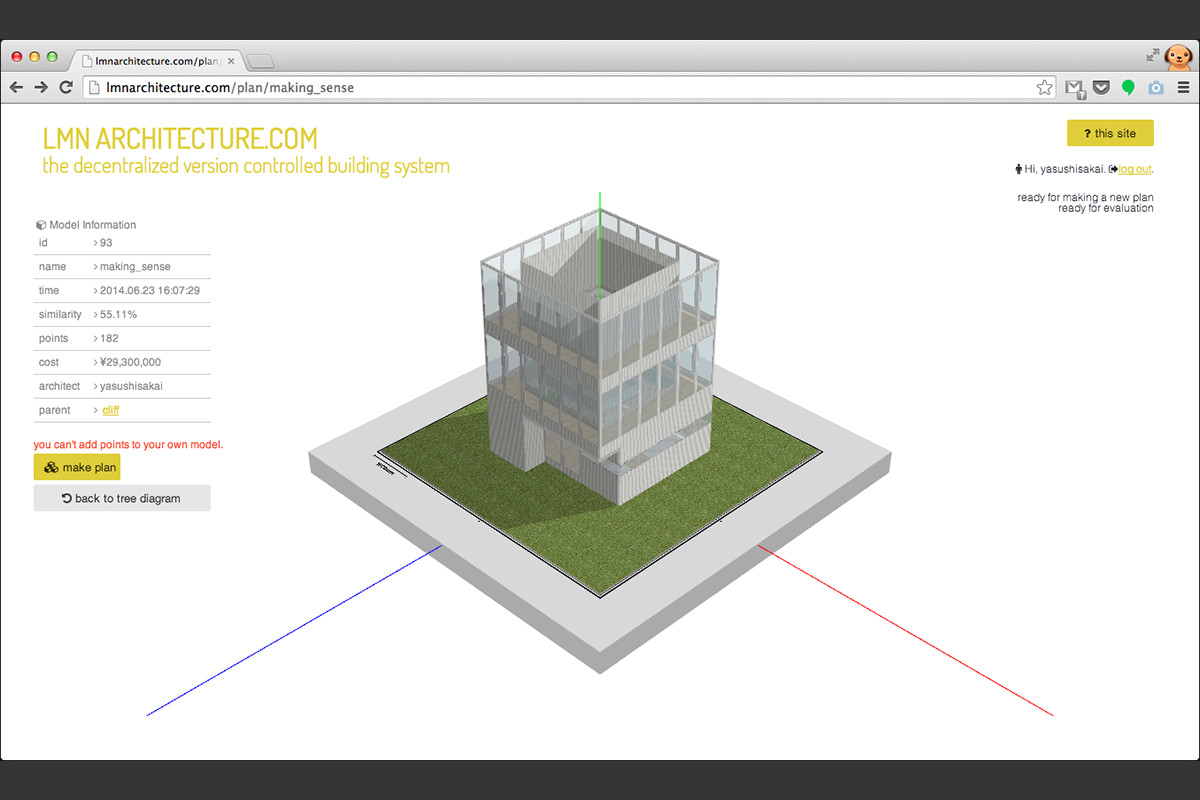 lmnarchitecture.com/plan/
lmnarchitecture.com/plan/making_sense
LMN ARCHITECTURE.COM
the decentralized version controlled building system
? this site
Hi, yasushisakai. log out.
ready for making a new plan
ready for evaluation
Model Information
id > 93
name > making_sense
time > 2014.06.23 16:07:29
similarity > 55.11%
points > 182
cost > ¥29,300,000
architect > yasushisakai
parent > cliff
you can't add points to your own model.
make plan
back to tree diagram